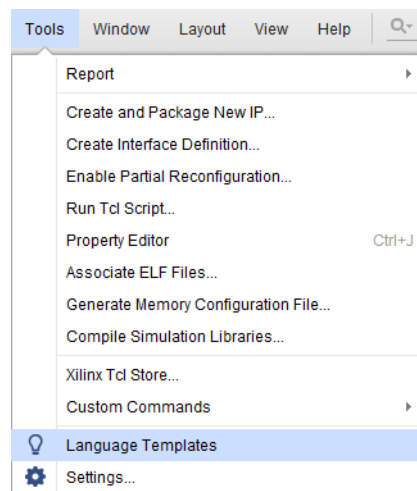 Tools Window Layout View Help
Report
Create and Package New IP...
Create Interface Definition...
Enable Partial Reconfiguration...
Run Tcl Script...
Property Editor Ctrl+J
Associate ELF Files...
Generate Memory Configuration File...
Compile Simulation Libraries...
Xilinx Tcl Store...
Custom Commands
Language Templates
Settings...